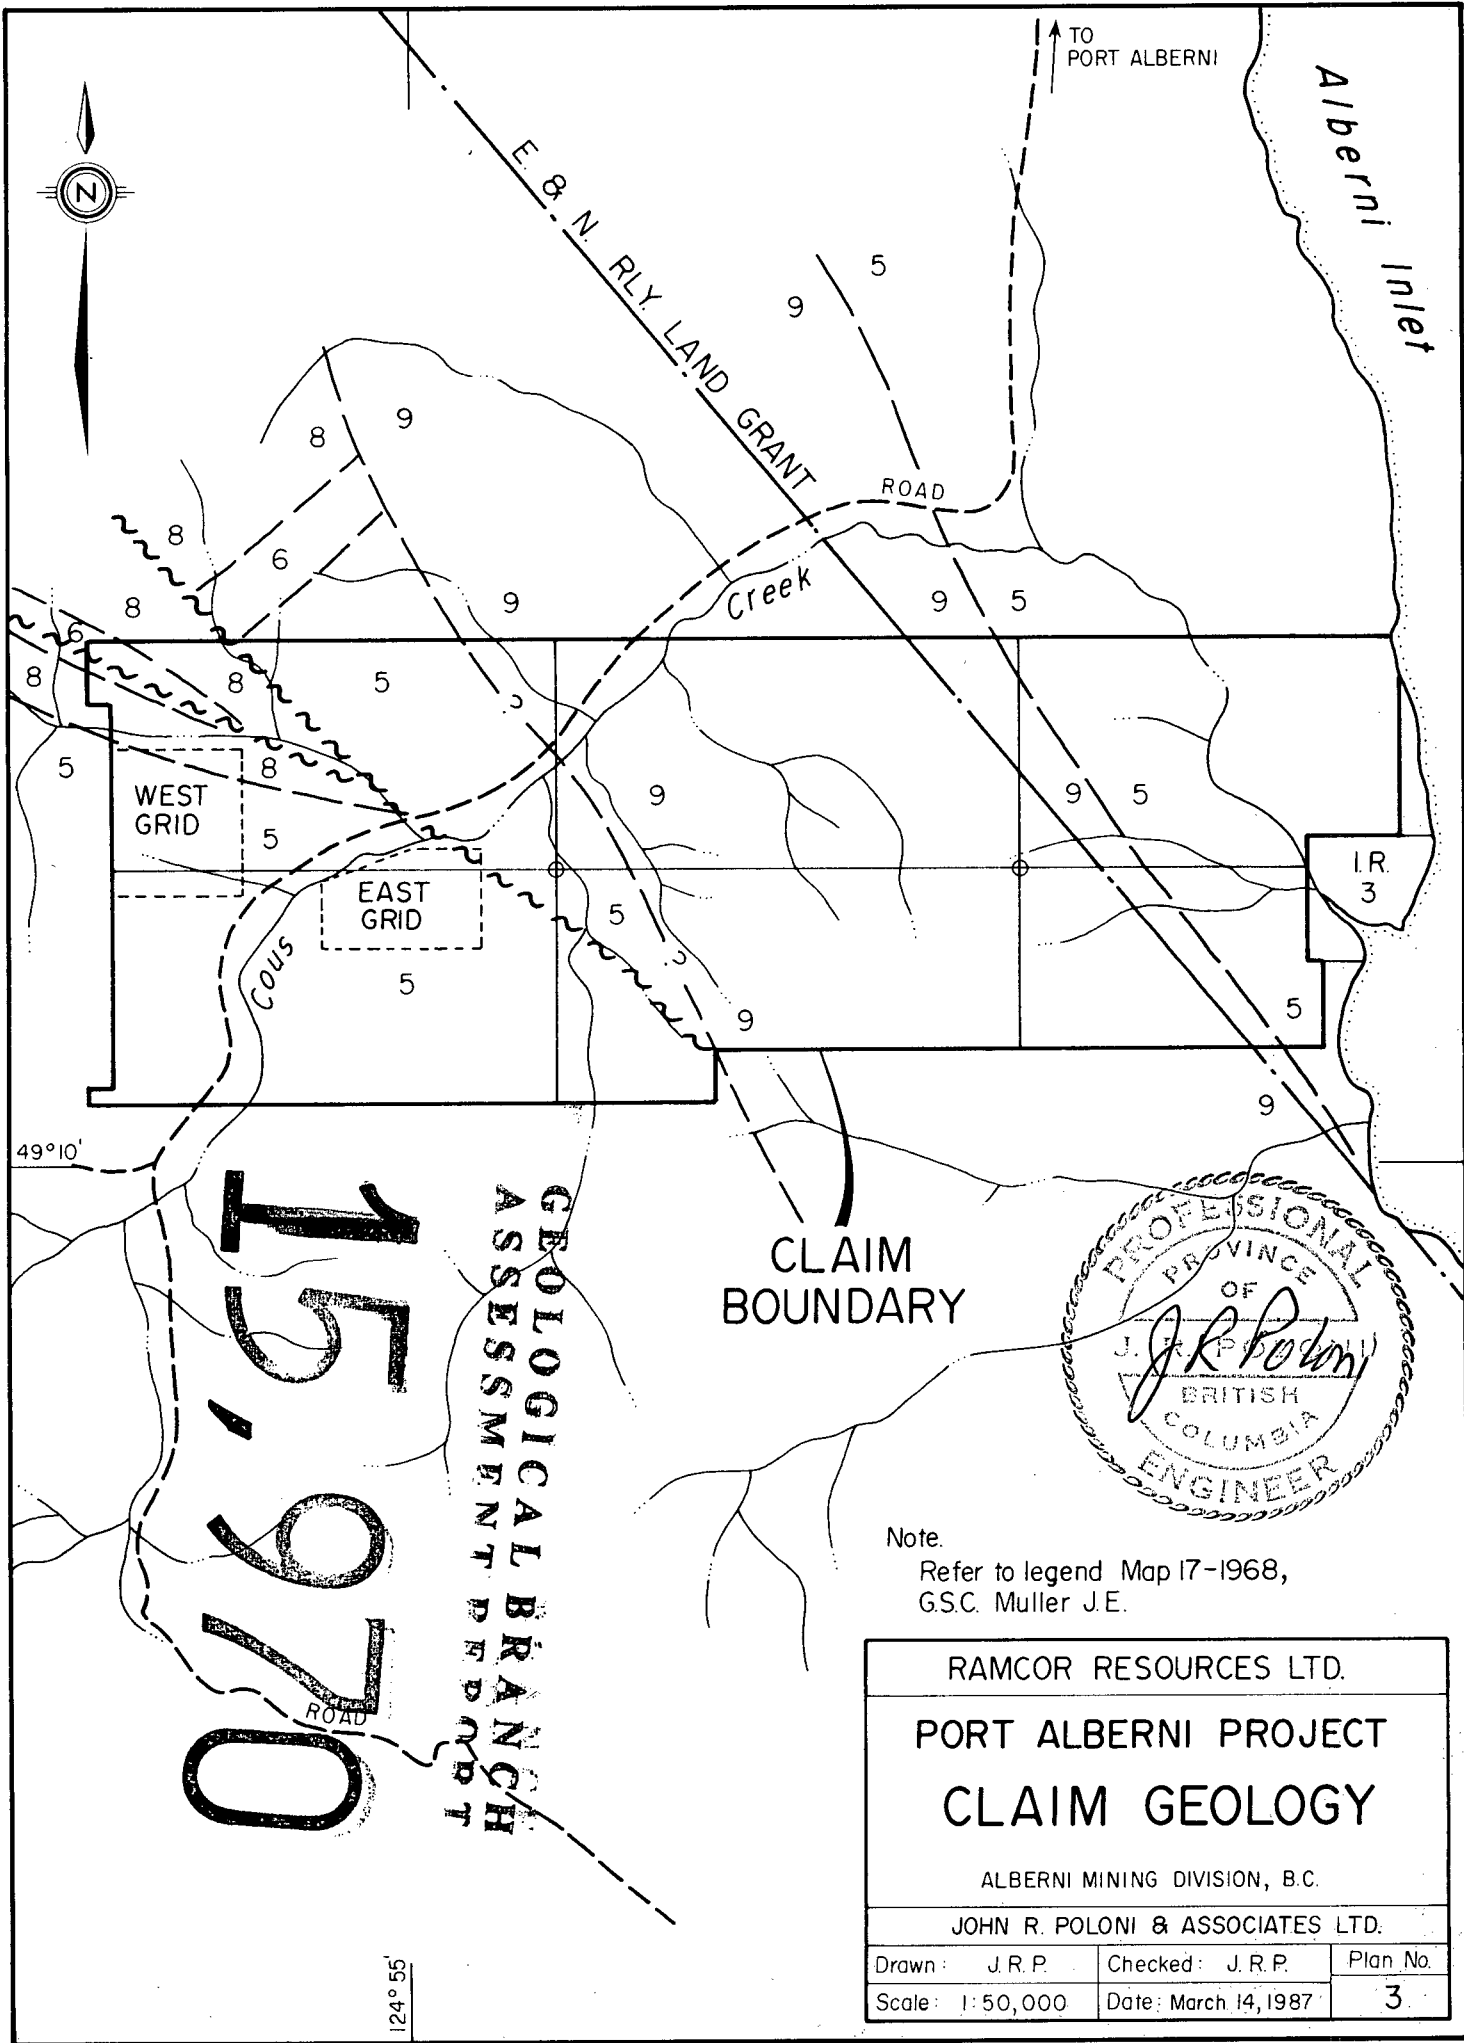 TO
PORT ALBERNI
Alberni Inlet
N
E. & N. RLY. LAND GRANT
5
9
9
8
ROAD
8
6
9
8
Creek
9
5
6
8
8
5
?
5
8
WEST
GRID
5
9
9
5
EAST
GRID
I.R.
3
5
Cous
5
?
9
5
9
49°10'
CLAIM
BOUNDARY
15,970
GEOLOGICAL BRANCH
ASSESSMENT REPORT
PROFESSIONAL
PROVINCE
OF
J. R. POLONI
J R Poloni
BRITISH
COLUMBIA
ENGINEER
Note.
Refer to legend Map 17-1968,
G.S.C. Muller J.E.
ROAD
124° 55'
RAMCOR RESOURCES LTD.
PORT ALBERNI PROJECT
CLAIM GEOLOGY
ALBERNI MINING DIVISION, B.C.
JOHN R. POLONI & ASSOCIATES LTD.
Drawn: J. R. P. Checked: J. R. P. Plan No.
Scale: 1:50,000 Date: March 14, 1987 3